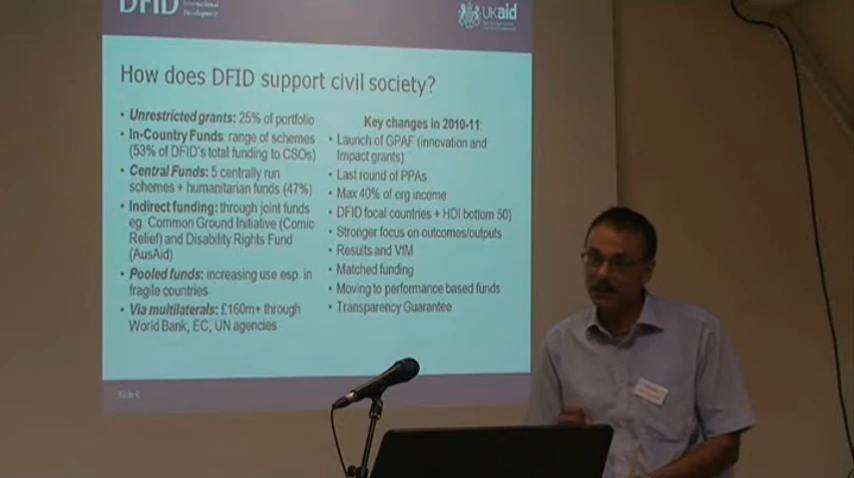 DFID
International
Development
UKaid
How does DFID support civil society?
• Unrestricted grants: 25% of portfolio
• In-Country Funds: range of schemes
(53% of DFID's total funding to CSOs)
• Central Funds: 5 centrally run
schemes + humanitarian funds (47%)
• Indirect funding: through joint funds
eg. Common Ground Initiative (Comic
Relief) and Disability Rights Fund
(AusAid)
• Pooled funds: increasing use esp. in
fragile countries
• Via multilaterals: £160m+ through
World Bank, EC, UN agencies
Key changes in 2010-11:
• Launch of GPAF (innovation and
Impact grants)
• Last round of PPAs
• Max 40% of org income
• DFID focal countries + HDI bottom 50)
• Stronger focus on outcomes/outputs
• Results and VfM
• Matched funding
• Moving to performance based funds
• Transparency Guarantee